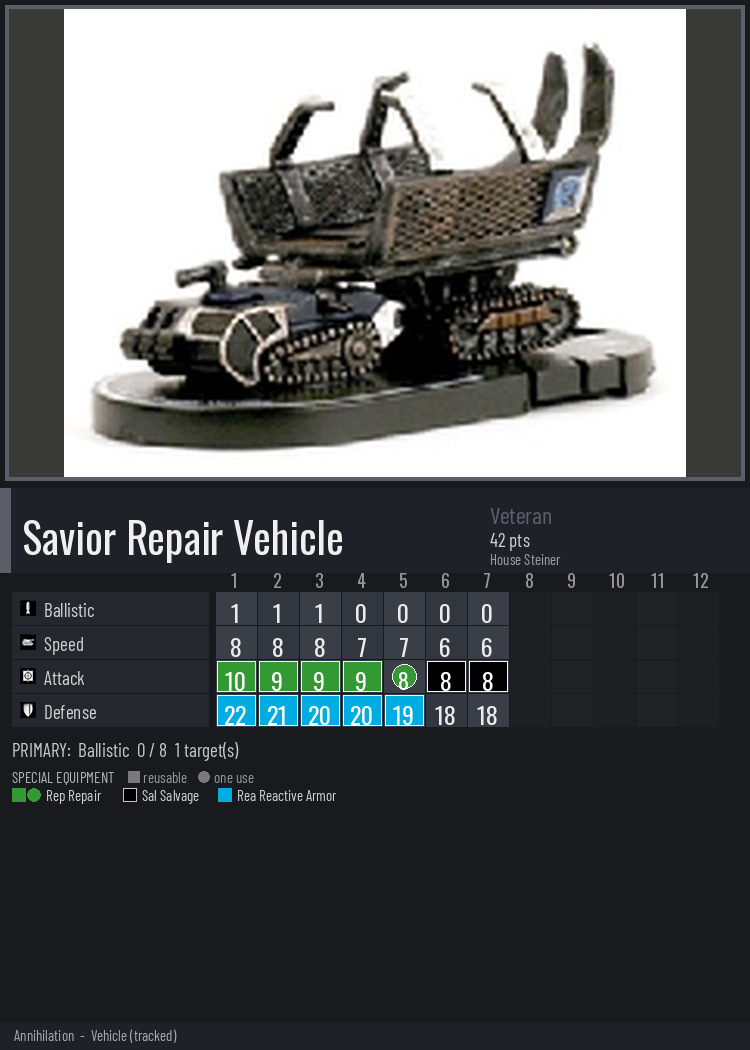 Savior Repair Vehicle
Veteran
42 pts
House Steiner
1 2 3 4 5 6 7 8 9 10 11 12
Ballistic 1 1 1 0 0 0 0
Speed 8 8 8 7 7 6 6
Attack 10 9 9 9 8 8 8
Defense 22 21 20 20 19 18 18
PRIMARY: Ballistic 0 / 8 1 target(s)
SPECIAL EQUIPMENT reusable one use
Rep Repair Sal Salvage Rea Reactive Armor
Annihilation - Vehicle (tracked)